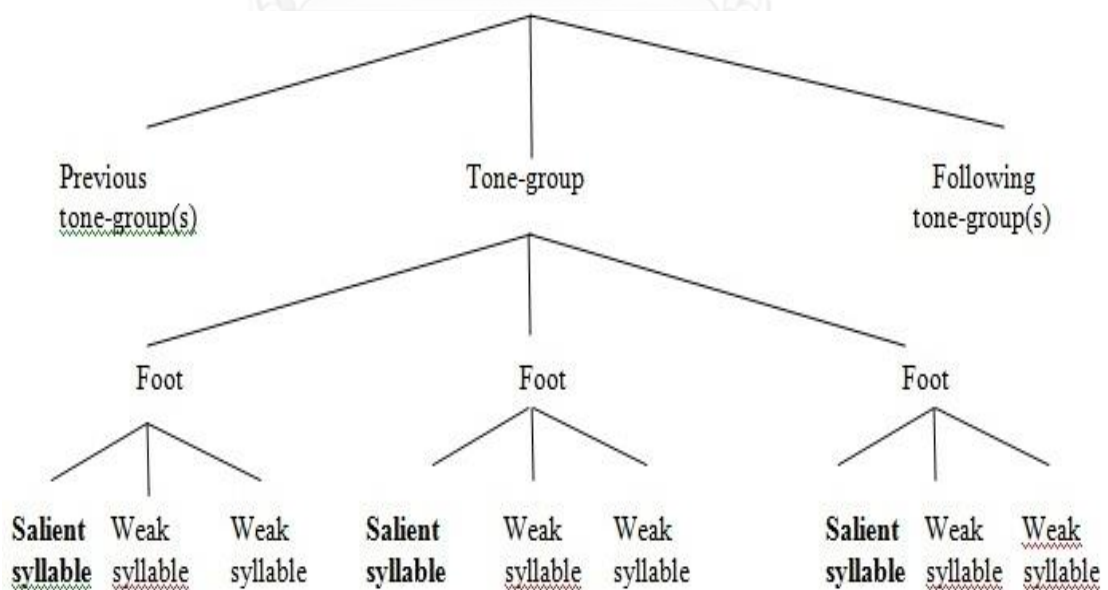 Previous
tone-group(s)
Tone-group
Following
tone-group(s)
Foot
Foot
Foot
Salient
syllable
Weak
syllable
Weak
syllable
Salient
syllable
Weak
syllable
Weak
syllable
Salient
syllable
Weak
syllable
Weak
syllable